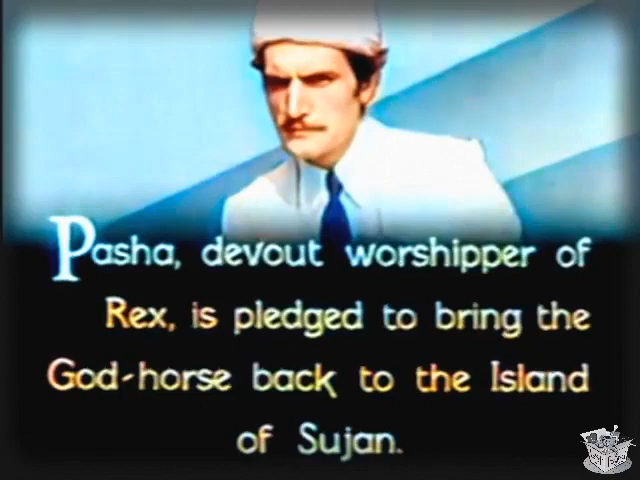 Pasha, devout worshipper of
Rex, is pledged to bring the
God-horse back to the Island
of Sujan.